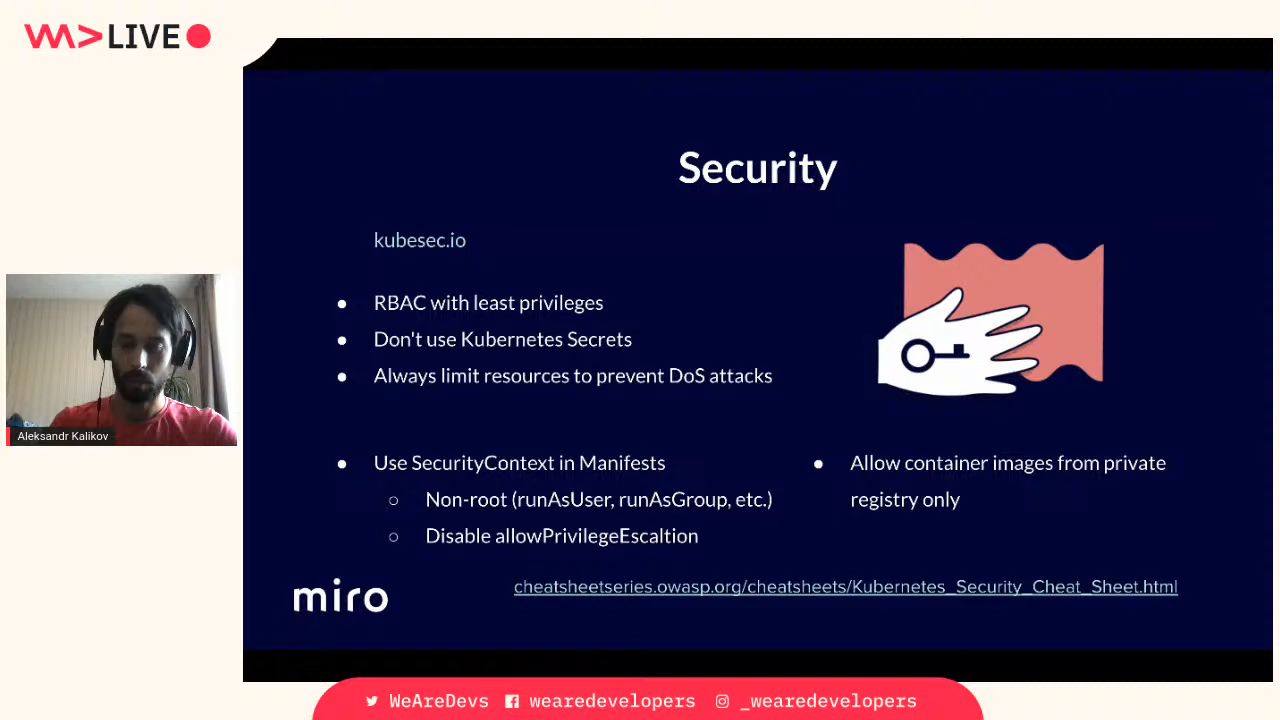 LIVE
Security
kubesec.io
RBAC with least privileges
Don't use Kubernetes Secrets
Always limit resources to prevent DoS attacks
Use SecurityContext in Manifests
Non-root (runAsUser, runAsGroup, etc.)
Disable allowPrivilegeEscaltion
Allow container images from private
registry only
cheatsheetseries.owasp.org/cheatsheets/Kubernetes_Security_Cheat_Sheet.html
miro
Aleksandr Kalikov
WeAreDevs wearedevelopers _wearedevelopers